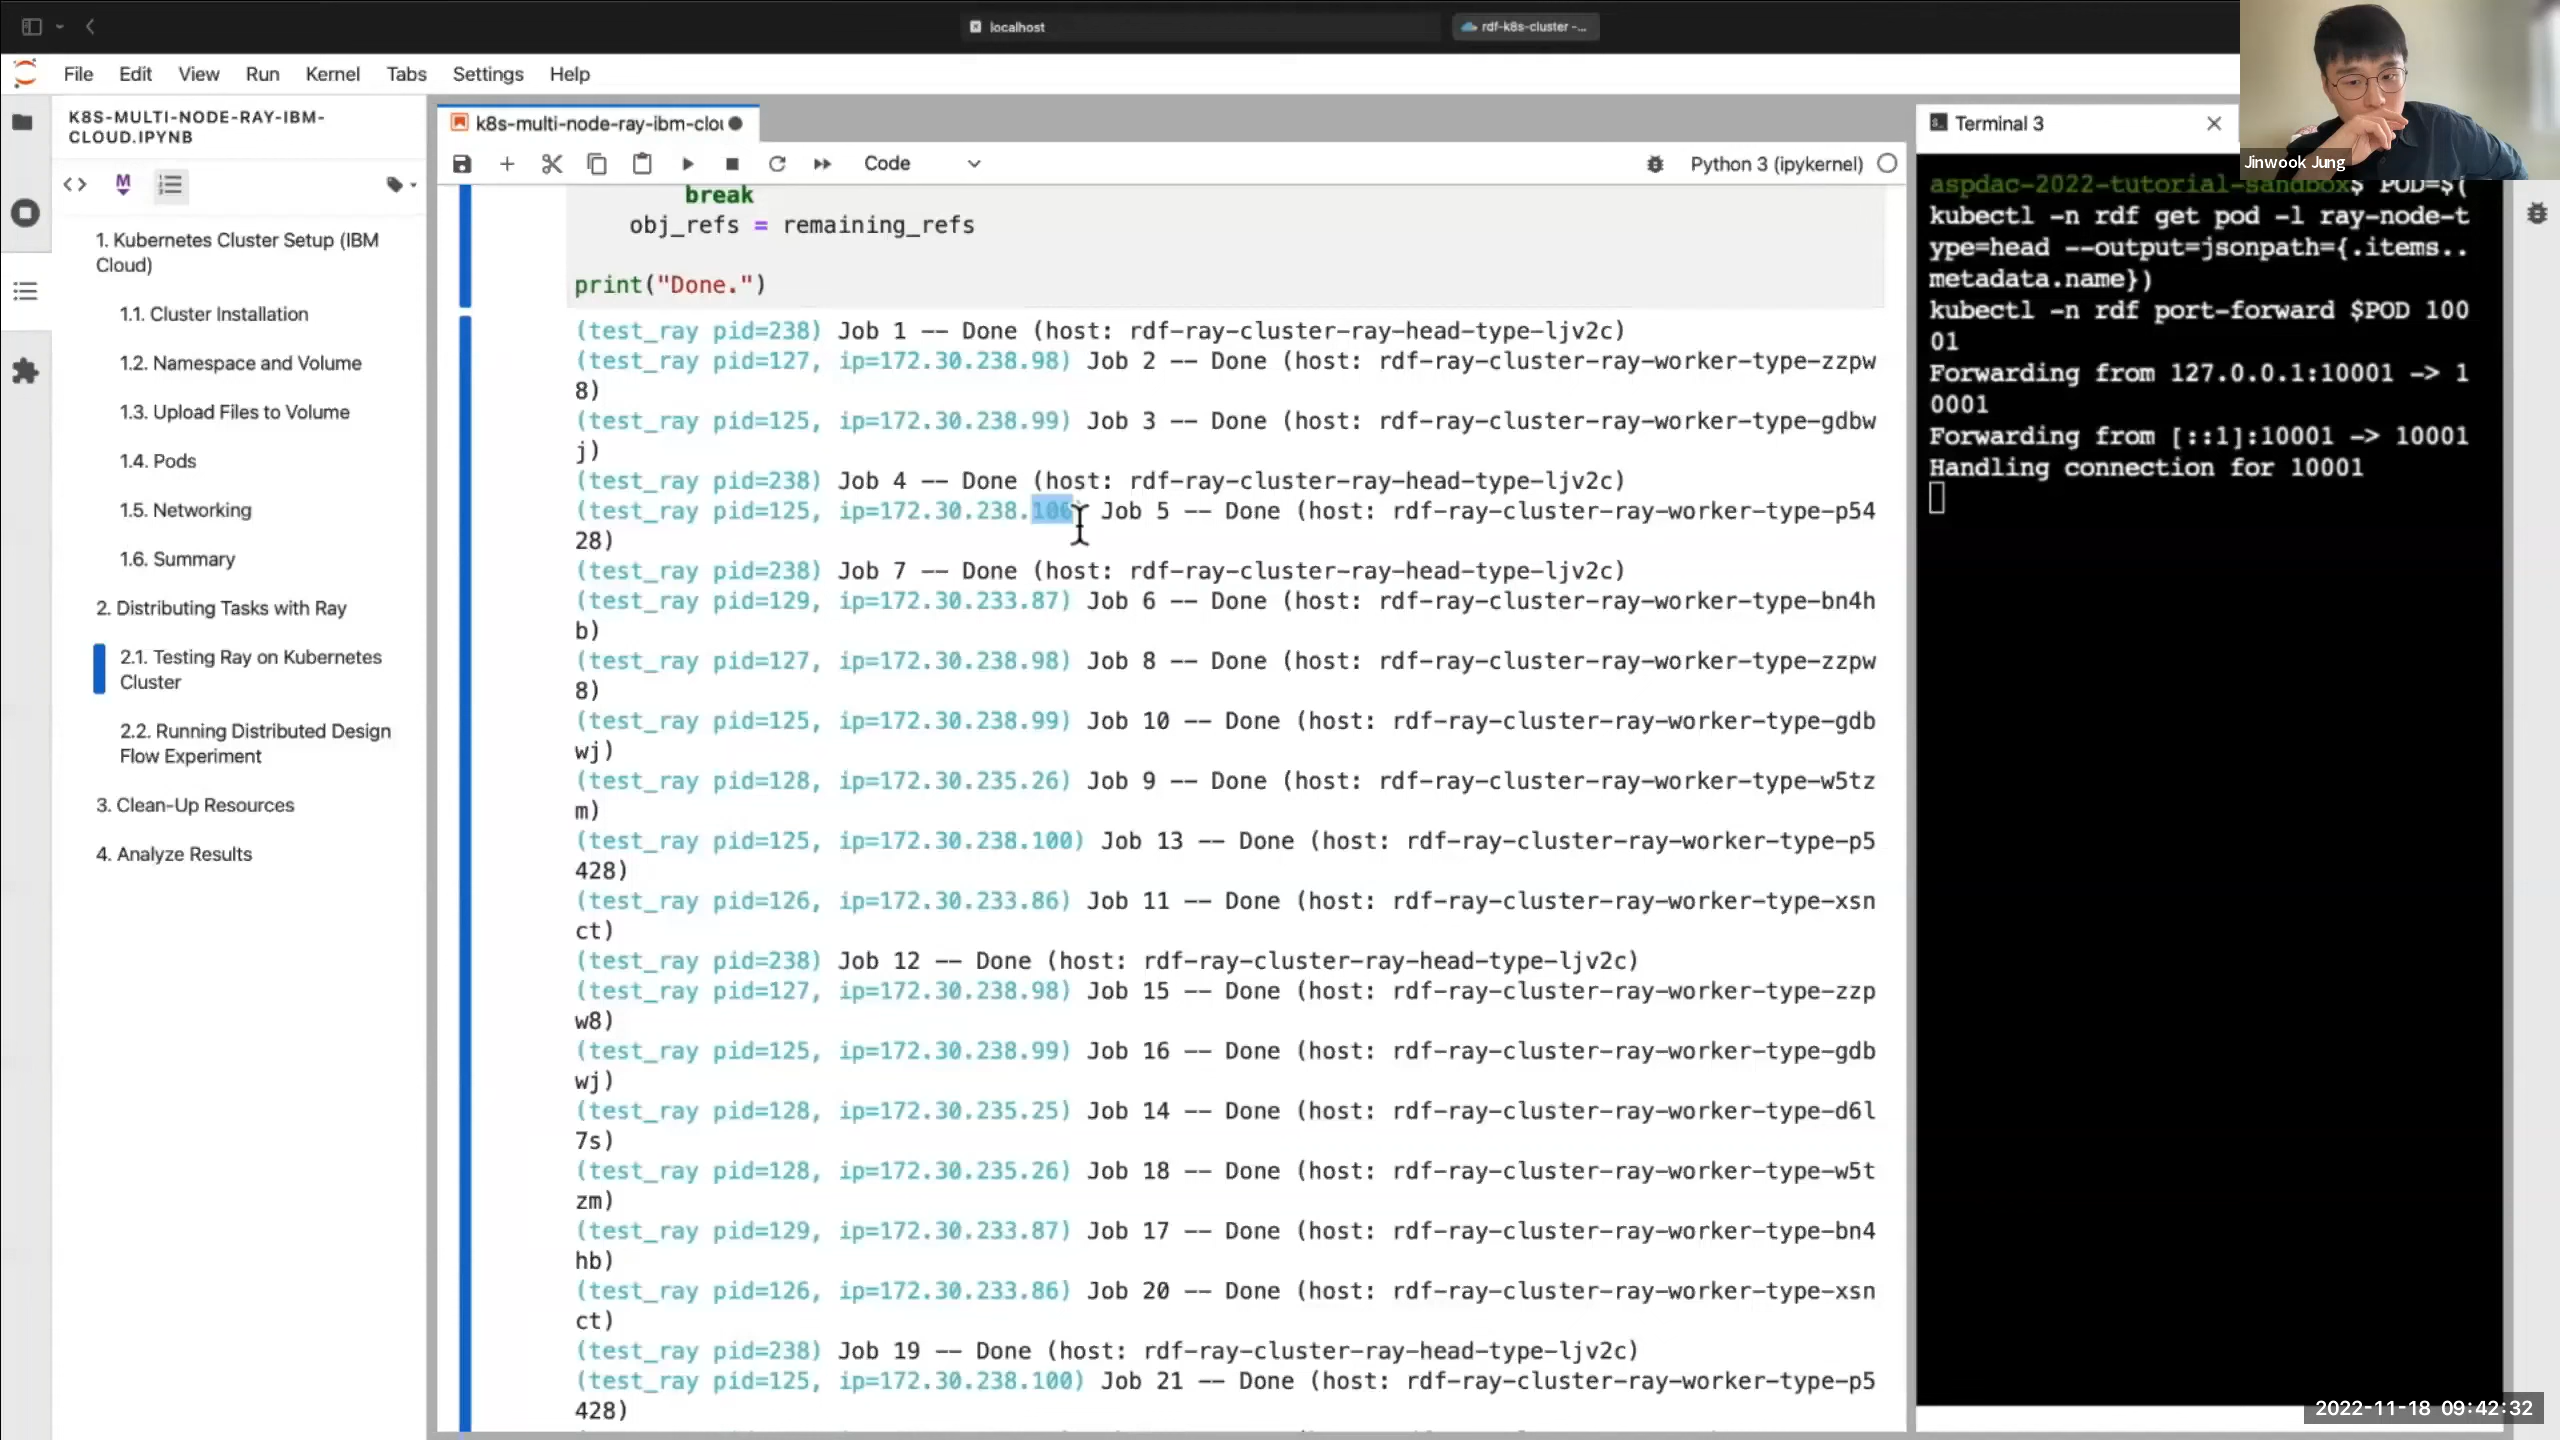 localhost
rdf-k8s-cluster -...
File Edit View Run Kernel Tabs Settings Help
K8S-MULTI-NODE-RAY-IBM-
CLOUD.IPYNB
1. Kubernetes Cluster Setup (IBM
Cloud)
1.1. Cluster Installation
1.2. Namespace and Volume
1.3. Upload Files to Volume
1.4. Pods
1.5. Networking
1.6. Summary
2. Distributing Tasks with Ray
2.1. Testing Ray on Kubernetes
Cluster
2.2. Running Distributed Design
Flow Experiment
3. Clean-Up Resources
4. Analyze Results
k8s-multi-node-ray-ibm-clou
Code
Python 3 (ipykernel)
break
obj_refs = remaining_refs
print("Done.")
(test_ray pid=238) Job 1 -- Done (host: rdf-ray-cluster-ray-head-type-ljv2c)
(test_ray pid=127, ip=172.30.238.98) Job 2 -- Done (host: rdf-ray-cluster-ray-worker-type-zzpw
8)
(test_ray pid=125, ip=172.30.238.99) Job 3 -- Done (host: rdf-ray-cluster-ray-worker-type-gdbw
j)
(test_ray pid=238) Job 4 -- Done (host: rdf-ray-cluster-ray-head-type-ljv2c)
(test_ray pid=125, ip=172.30.238.100) Job 5 -- Done (host: rdf-ray-cluster-ray-worker-type-p54
28)
(test_ray pid=238) Job 7 -- Done (host: rdf-ray-cluster-ray-head-type-ljv2c)
(test_ray pid=129, ip=172.30.233.87) Job 6 -- Done (host: rdf-ray-cluster-ray-worker-type-bn4h
b)
(test_ray pid=127, ip=172.30.238.98) Job 8 -- Done (host: rdf-ray-cluster-ray-worker-type-zzpw
8)
(test_ray pid=125, ip=172.30.238.99) Job 10 -- Done (host: rdf-ray-cluster-ray-worker-type-gdb
wj)
(test_ray pid=128, ip=172.30.235.26) Job 9 -- Done (host: rdf-ray-cluster-ray-worker-type-w5tz
m)
(test_ray pid=125, ip=172.30.238.100) Job 13 -- Done (host: rdf-ray-cluster-ray-worker-type-p5
428)
(test_ray pid=126, ip=172.30.233.86) Job 11 -- Done (host: rdf-ray-cluster-ray-worker-type-xsn
ct)
(test_ray pid=238) Job 12 -- Done (host: rdf-ray-cluster-ray-head-type-ljv2c)
(test_ray pid=127, ip=172.30.238.98) Job 15 -- Done (host: rdf-ray-cluster-ray-worker-type-zzp
w8)
(test_ray pid=125, ip=172.30.238.99) Job 16 -- Done (host: rdf-ray-cluster-ray-worker-type-gdb
wj)
(test_ray pid=128, ip=172.30.235.25) Job 14 -- Done (host: rdf-ray-cluster-ray-worker-type-d6l
7s)
(test_ray pid=128, ip=172.30.235.26) Job 18 -- Done (host: rdf-ray-cluster-ray-worker-type-w5t
zm)
(test_ray pid=129, ip=172.30.233.87) Job 17 -- Done (host: rdf-ray-cluster-ray-worker-type-bn4
hb)
(test_ray pid=126, ip=172.30.233.86) Job 20 -- Done (host: rdf-ray-cluster-ray-worker-type-xsn
ct)
(test_ray pid=238) Job 19 -- Done (host: rdf-ray-cluster-ray-head-type-ljv2c)
(test_ray pid=125, ip=172.30.238.100) Job 21 -- Done (host: rdf-ray-cluster-ray-worker-type-p5
428)
Terminal 3
aspdac-2022-tutorial-sandbox$ POD=$(
kubectl -n rdf get pod -l ray-node-t
ype=head --output=jsonpath={.items..
metadata.name})
kubectl -n rdf port-forward $POD 100
01
Forwarding from 127.0.0.1:10001 -> 1
0001
Forwarding from [::1]:10001 -> 10001
Handling connection for 10001
Jinwook Jung
2022-11-18 09:42:32